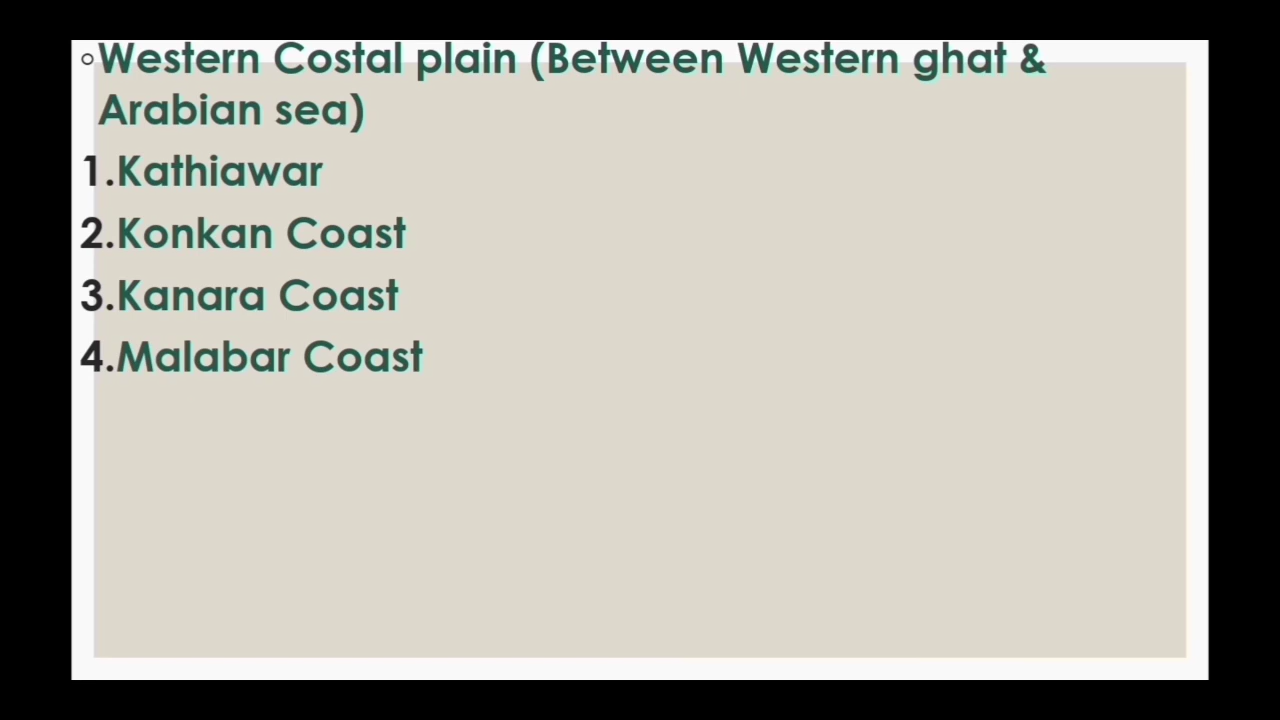 ◦Western Costal plain (Between Western ghat &
Arabian sea)
1.Kathiawar
2.Konkan Coast
3.Kanara Coast
4.Malabar Coast